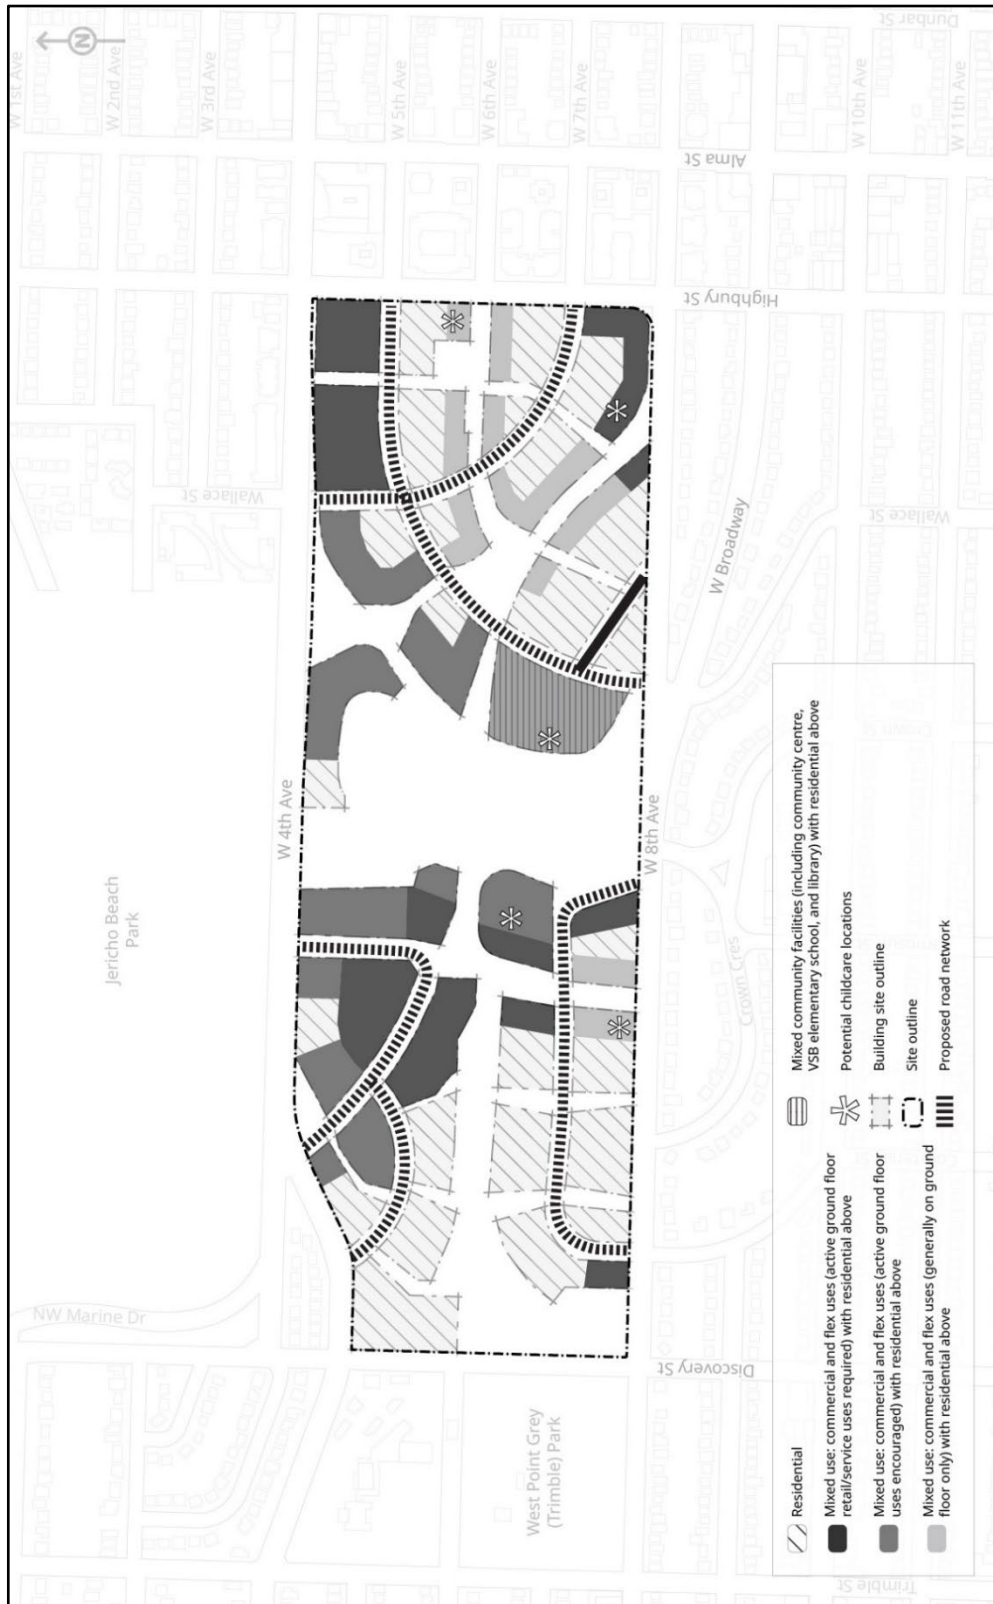 N
W 1st Ave
W 2nd Ave
W 3rd Ave
W 5th Ave
W 6th Ave
W 7th Ave
W 10th Ave
W 11th Ave
Dunbar St
Alma St
Highbury St
Wallace St
Wallace St
W Broadway
W 4th Ave
W 8th Ave
Jericho Beach
Park
Crown St
Crown Cres
NW Marine Dr
Discovery St
West Point Grey
(Trimble) Park
Trimble St
Residential
Mixed use: commercial and flex uses (active ground floor
retail/service uses required) with residential above
Mixed use: commercial and flex uses (active ground floor
uses encouraged) with residential above
Mixed use: commercial and flex uses (generally on ground
floor only) with residential above
Mixed community facilities (including community centre,
VSB elementary school, and library) with residential above
Potential childcare locations
Building site outline
Site outline
Proposed road network